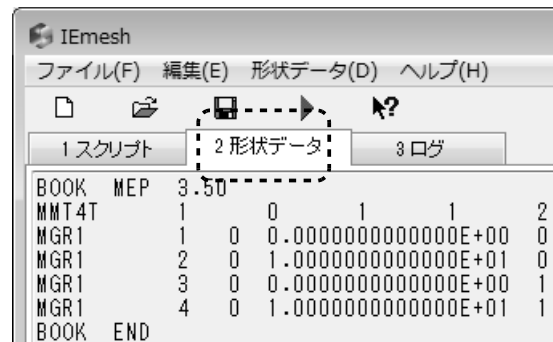 IEmesh
ファイル(F) 編集(E) 形状データ(D) ヘルプ(H)
?
1 スクリプト 2 形状データ 3 ログ
BOOK MEP 3.50
MMT4T 1 0 1 1 2
MGR1 1 0 0.0000000000000E+00 0
MGR1 2 0 1.0000000000000E+01 0
MGR1 3 0 0.0000000000000E+00 1
MGR1 4 0 1.0000000000000E+01 1
BOOK END